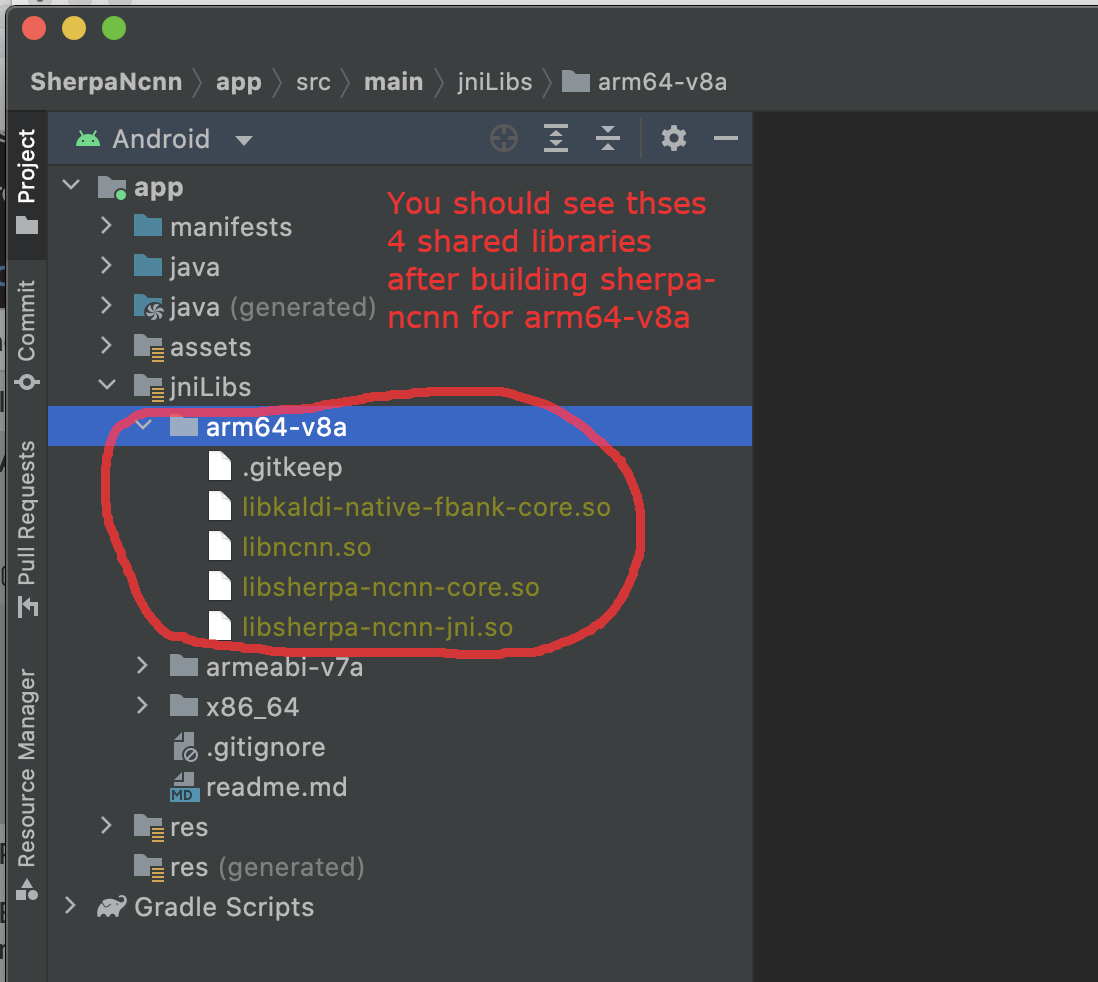 SherpaNcnn app src main jniLibs arm64-v8a
Project
Commit
Pull Requests
Resource Manager
Android
app
manifests
java
java (generated)
assets
jniLibs
arm64-v8a
.gitkeep
libkaldi-native-fbank-core.so
libncnn.so
libsherpa-ncnn-core.so
libsherpa-ncnn-jni.so
armeabi-v7a
x86_64
.gitignore
MD readme.md
res
res (generated)
Gradle Scripts
You should see thses
4 shared libraries
after building sherpa-
ncnn for arm64-v8a